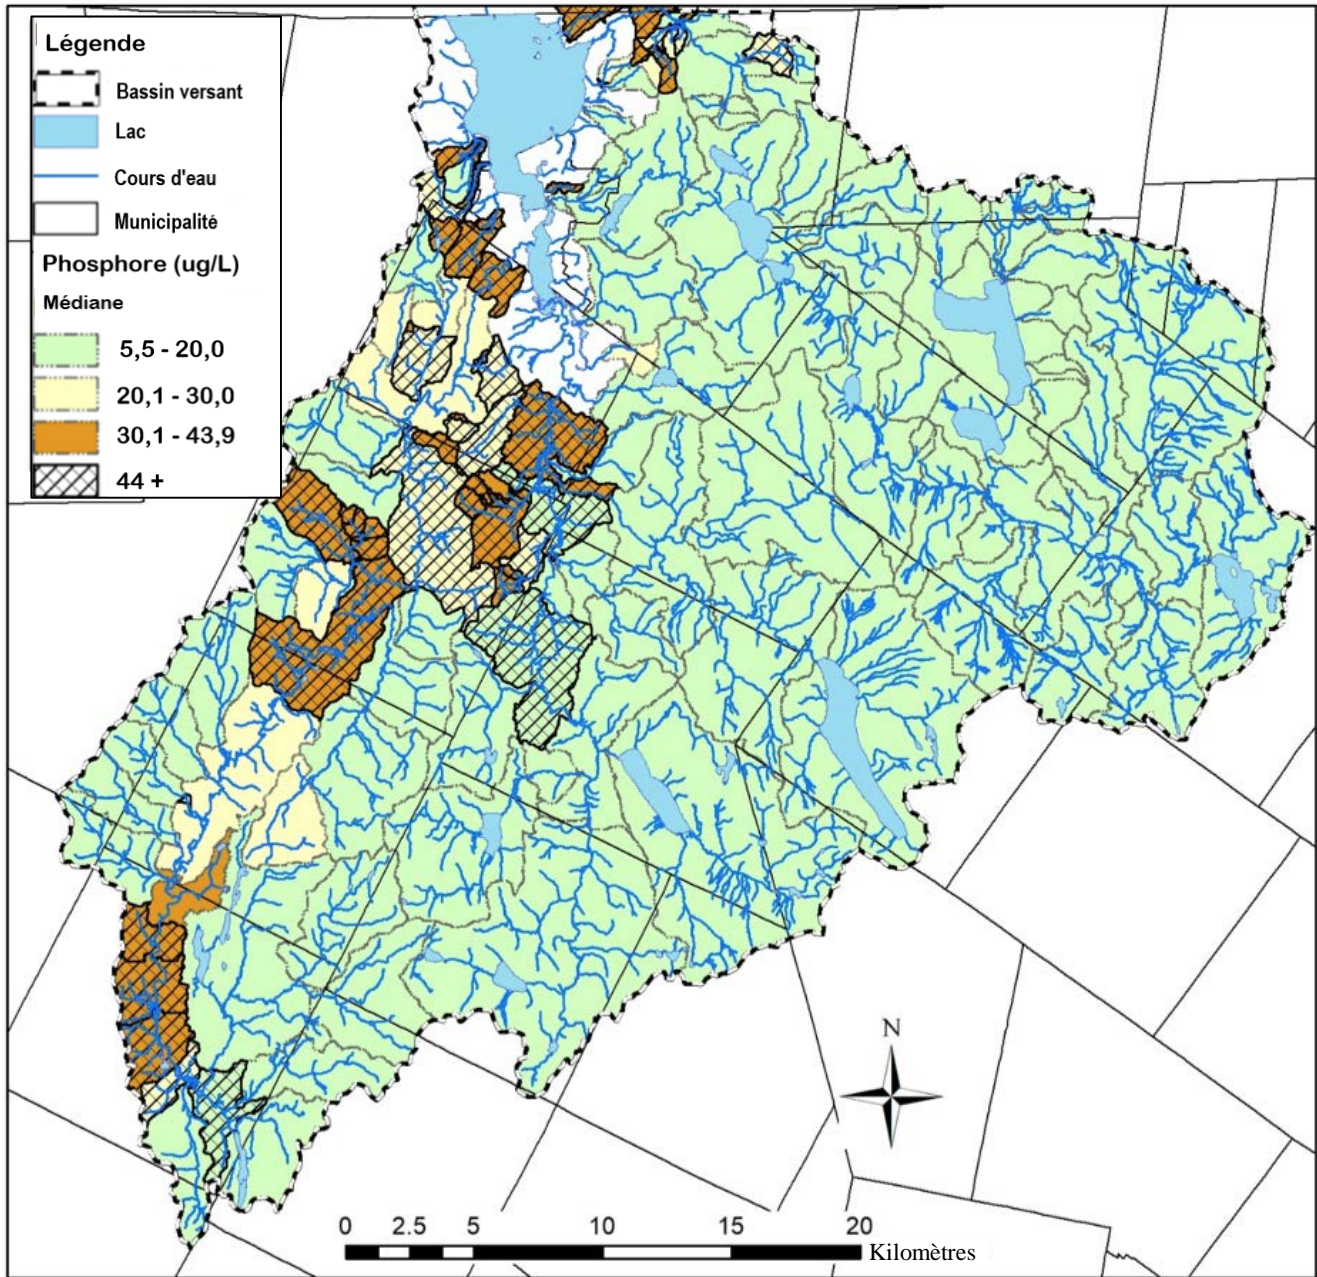 Légende
Bassin versant
Lac
Cours d'eau
Municipalité
Phosphore (ug/L)
Médiane
5,5 - 20,0
20,1 - 30,0
30,1 - 43,9
44 +
N
0 2.5 5 10 15 20
Kilomètres